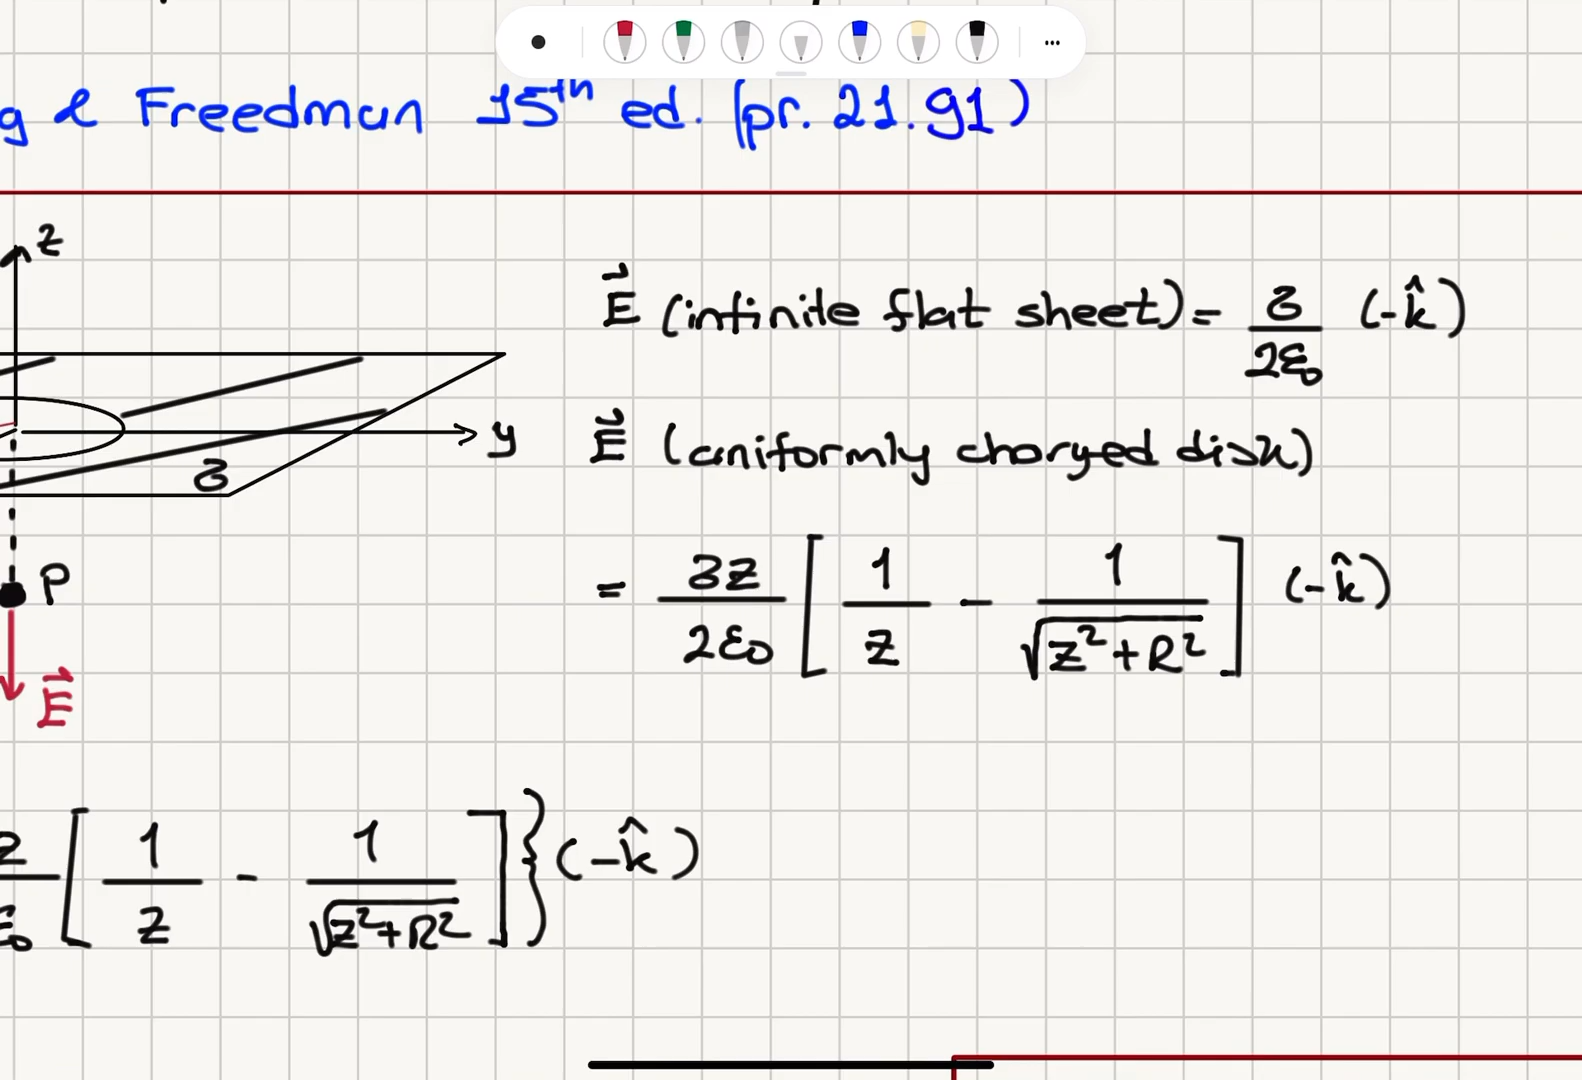 g & Freedman 15th ed. (pr. 21.91)
z
E⃗ (infinite flat sheet) = σ/2ε₀ (-k̂)
y
E⃗ (uniformly charged disk)
σ
= σz/2ε₀ [1/z - 1/√(z²+R²)] (-k̂)
P
E⃗
z/ε₀ [1/z - 1/√(z²+R²)]} (-k̂)